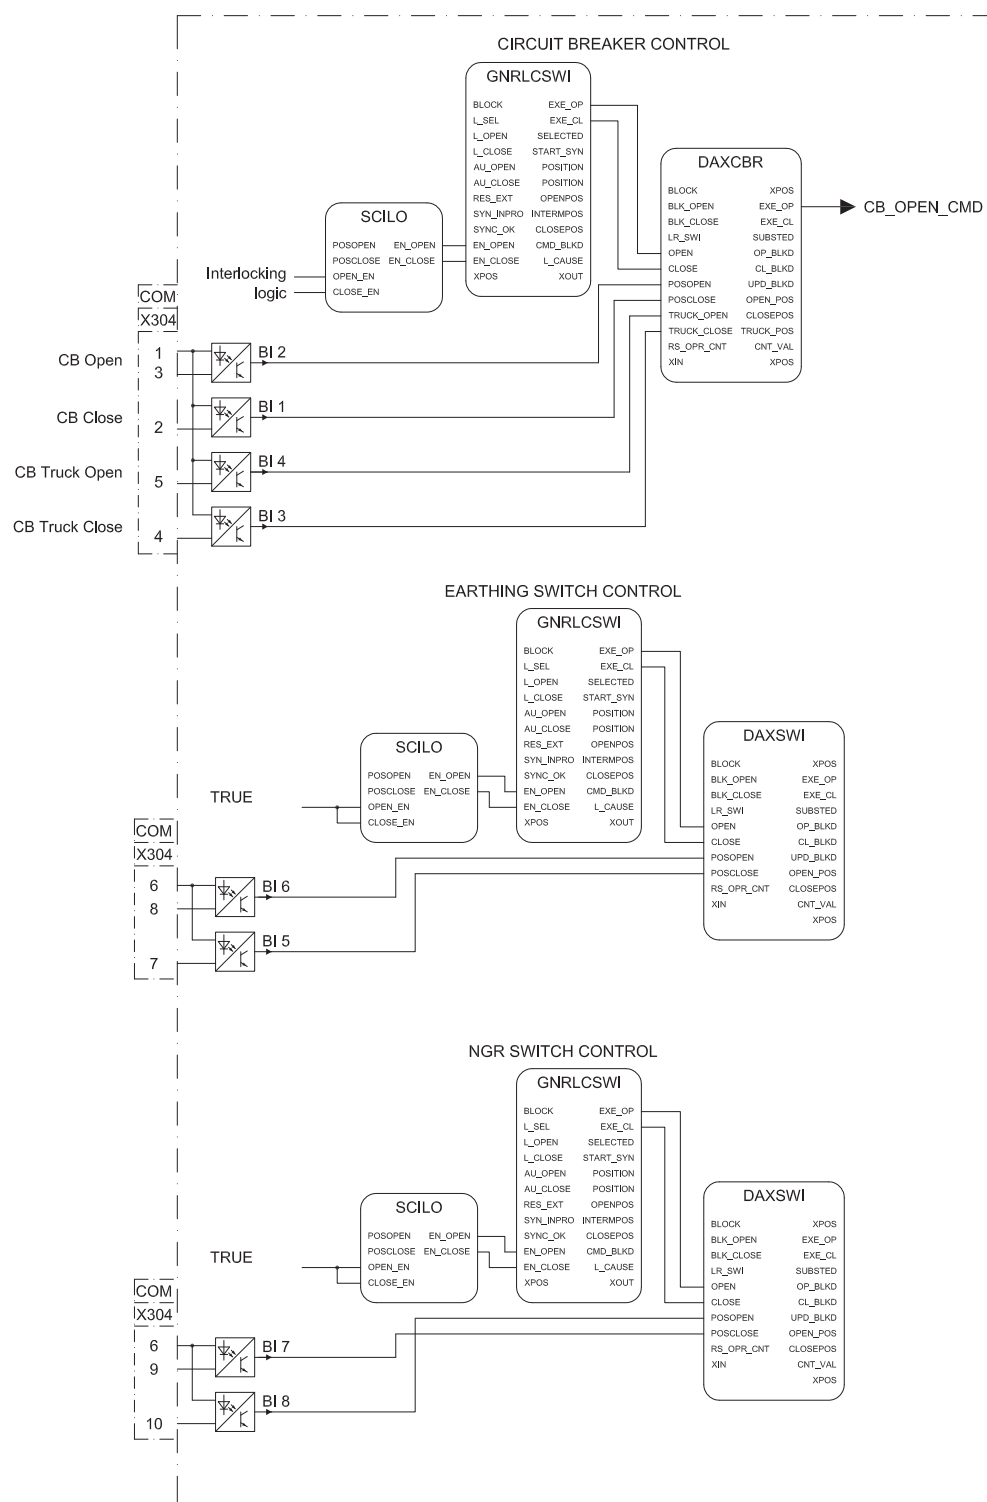 CIRCUIT BREAKER CONTROL
GNRLCSWI
BLOCK EXE_OP
L_SEL EXE_CL
L_OPEN SELECTED
L_CLOSE START_SYN
AU_OPEN POSITION
AU_CLOSE POSITION
RES_EXT OPENPOS
SYN_INPRO INTERMPOS
SYNC_OK CLOSEPOS
EN_OPEN CMD_BLKD
EN_CLOSE L_CAUSE
XPOS XOUT
DAXCBR
BLOCK XPOS
BLK_OPEN EXE_OP
BLK_CLOSE EXE_CL
LR_SWI SUBSTED
OPEN OP_BLKD
CLOSE CL_BLKD
POSOPEN UPD_BLKD
POSCLOSE OPEN_POS
TRUCK_OPEN CLOSEPOS
TRUCK_CLOSE TRUCK_POS
RS_OPR_CNT CNT_VAL
XIN XPOS
CB_OPEN_CMD
SCILO
POSOPEN EN_OPEN
POSCLOSE EN_CLOSE
OPEN_EN
CLOSE_EN
Interlocking
logic
COM
X304
CB Open 1 BI 2
3
CB Close BI 1
2
CB Truck Open BI 4
5
CB Truck Close BI 3
4
EARTHING SWITCH CONTROL
GNRLCSWI
BLOCK EXE_OP
L_SEL EXE_CL
L_OPEN SELECTED
L_CLOSE START_SYN
AU_OPEN POSITION
AU_CLOSE POSITION
RES_EXT OPENPOS
SYN_INPRO INTERMPOS
SYNC_OK CLOSEPOS
EN_OPEN CMD_BLKD
EN_CLOSE L_CAUSE
XPOS XOUT
DAXSWI
BLOCK XPOS
BLK_OPEN EXE_OP
BLK_CLOSE EXE_CL
LR_SWI SUBSTED
OPEN OP_BLKD
CLOSE CL_BLKD
POSOPEN UPD_BLKD
POSCLOSE OPEN_POS
RS_OPR_CNT CLOSEPOS
XIN CNT_VAL
XPOS
SCILO
POSOPEN EN_OPEN
POSCLOSE EN_CLOSE
OPEN_EN
CLOSE_EN
TRUE
COM
X304
6 BI 6
8
BI 5
7
NGR SWITCH CONTROL
GNRLCSWI
BLOCK EXE_OP
L_SEL EXE_CL
L_OPEN SELECTED
L_CLOSE START_SYN
AU_OPEN POSITION
AU_CLOSE POSITION
RES_EXT OPENPOS
SYN_INPRO INTERMPOS
SYNC_OK CLOSEPOS
EN_OPEN CMD_BLKD
EN_CLOSE L_CAUSE
XPOS XOUT
DAXSWI
BLOCK XPOS
BLK_OPEN EXE_OP
BLK_CLOSE EXE_CL
LR_SWI SUBSTED
OPEN OP_BLKD
CLOSE CL_BLKD
POSOPEN UPD_BLKD
POSCLOSE OPEN_POS
RS_OPR_CNT CLOSEPOS
XIN CNT_VAL
XPOS
SCILO
POSOPEN EN_OPEN
POSCLOSE EN_CLOSE
OPEN_EN
CLOSE_EN
TRUE
COM
X304
6 BI 7
9
BI 8
10